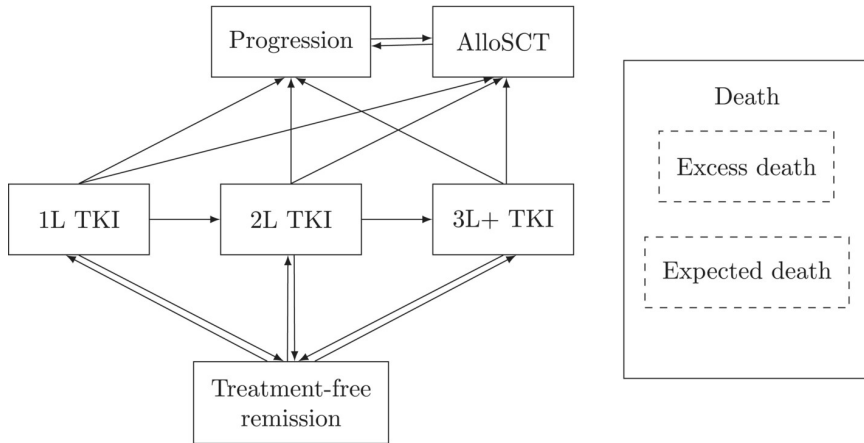 Progression
AlloSCT
Death
Excess death
1L TKI
2L TKI
3L+ TKI
Expected death
Treatment-free
remission